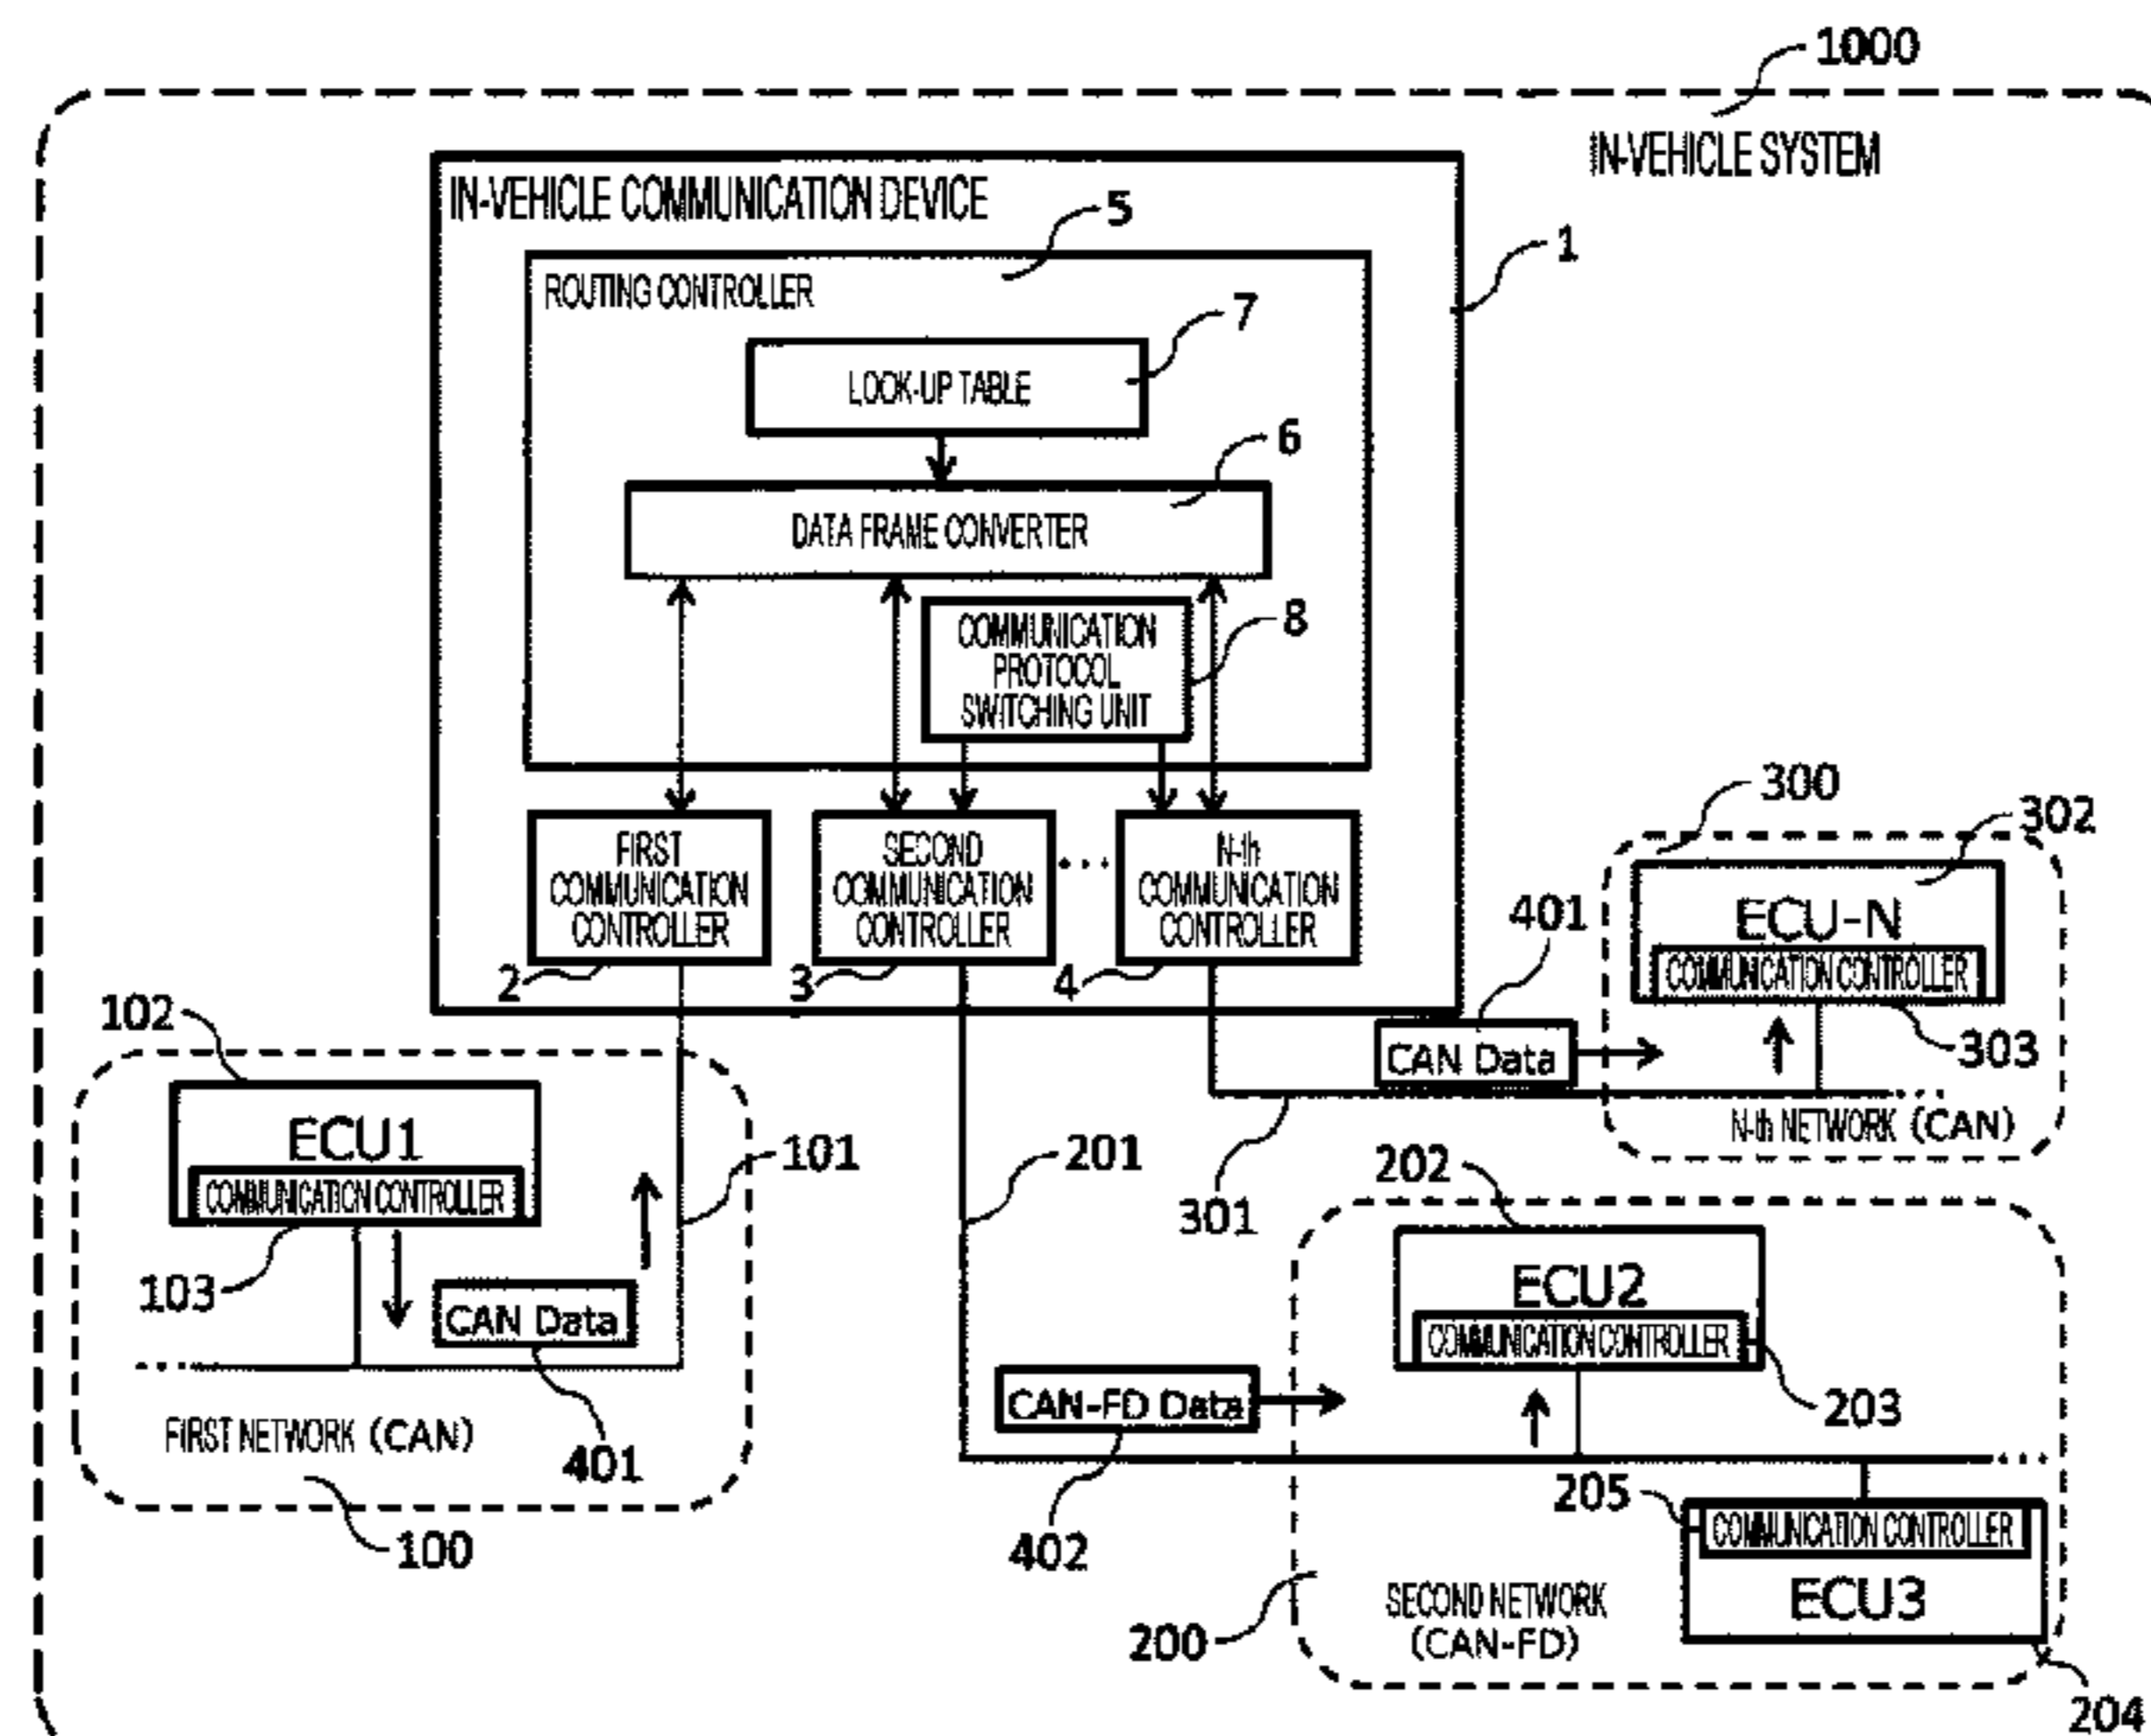 1000
IN-VEHICLE SYSTEM
IN-VEHICLE COMMUNICATION DEVICE
5
1
ROUTING CONTROLLER
7
LOOK-UP TABLE
6
DATA FRAME CONVERTER
COMMUNICATION
PROTOCOL
SWITCHING UNIT
8
FIRST
COMMUNICATION
CONTROLLER
2
SECOND
COMMUNICATION
CONTROLLER
3
...
N-th
COMMUNICATION
CONTROLLER
4
300
302
ECU-N
COMMUNICATION CONTROLLER
303
401
CAN Data
N-th NETWORK (CAN)
301
102
ECU1
COMMUNICATION CONTROLLER
103
101
CAN Data
401
FIRST NETWORK (CAN)
100
201
202
ECU2
COMMUNICATION CONTROLLER
203
CAN-FD Data
402
205
COMMUNICATION CONTROLLER
ECU3
204
SECOND NETWORK
(CAN-FD)
200